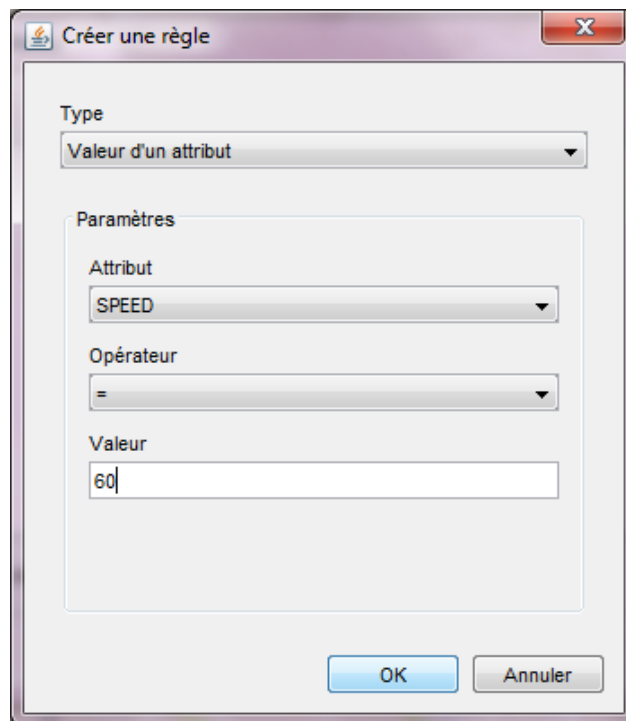 Créer une règle
Type
Valeur d'un attribut
Paramètres
Attribut
SPEED
Opérateur
=
Valeur
60
OK Annuler